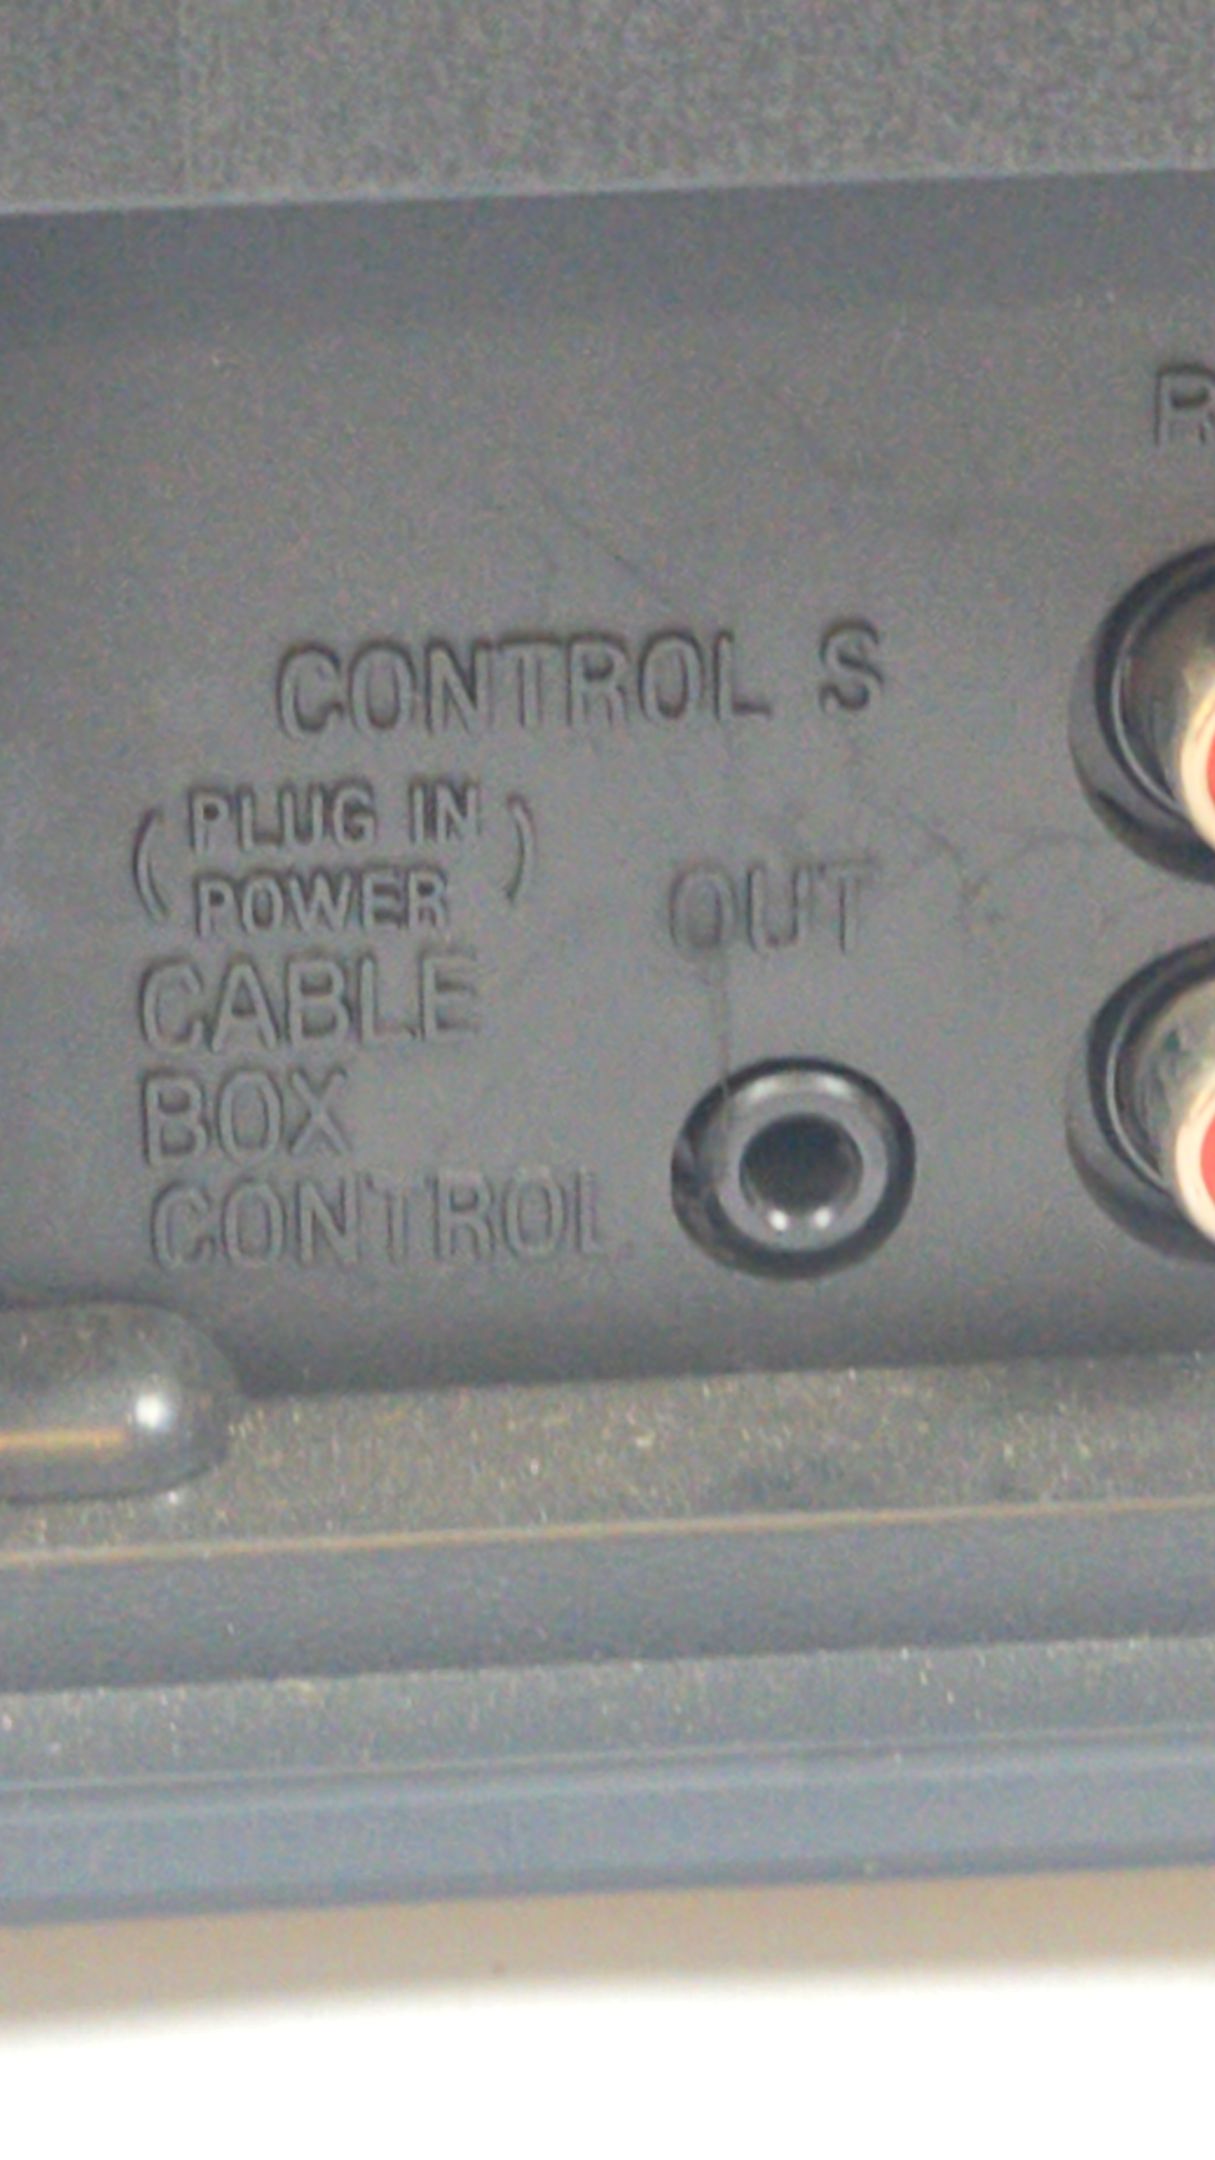 R
CONTROL S
(PLUG IN
POWER)
OUT
CABLE
BOX
CONTROL